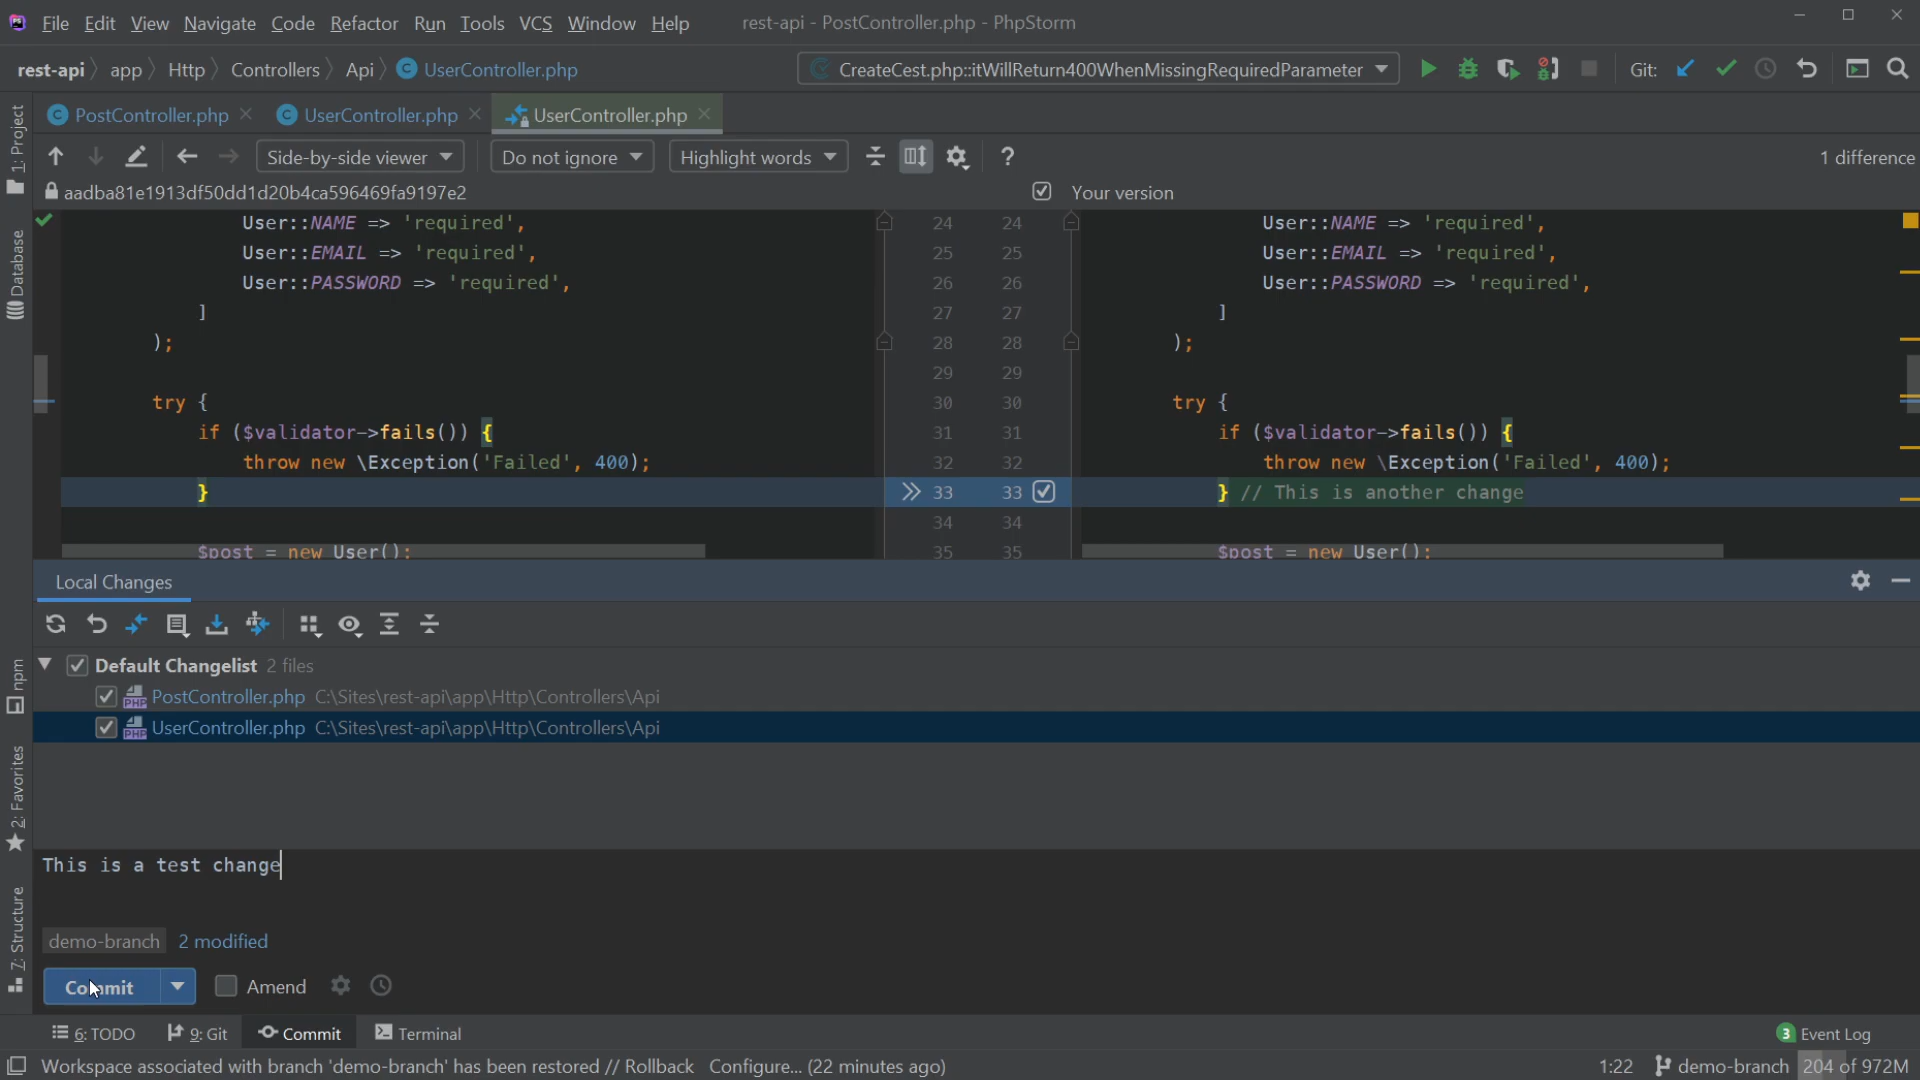 File Edit View Navigate Code Refactor Run Tools VCS Window Help rest-api - PostController.php - PhpStorm
rest-api app Http Controllers Api UserController.php CreateCest.php::itWillReturn400WhenMissingRequiredParameter Git:
PostController.php UserController.php UserController.php
Side-by-side viewer Do not ignore Highlight words ? 1 difference
aadba81e1913df50dd1d20b4ca596469fa9197e2 Your version
User::NAME => 'required', 24 24 User::NAME => 'required',
User::EMAIL => 'required', 25 25 User::EMAIL => 'required',
User::PASSWORD => 'required', 26 26 User::PASSWORD => 'required',
] 27 27 ]
); 28 28 );
29 29
try { 30 30 try {
if ($validator->fails()) { 31 31 if ($validator->fails()) {
throw new \Exception('Failed', 400); 32 32 throw new \Exception('Failed', 400);
} 33 33 } // This is another change
34 34
$post = new User(); 35 35 $post = new User();
Local Changes
Default Changelist 2 files
PostController.php C:\Sites\rest-api\app\Http\Controllers\Api
UserController.php C:\Sites\rest-api\app\Http\Controllers\Api
This is a test change
demo-branch 2 modified
Commit Amend
6: TODO 9: Git Commit Terminal 3 Event Log
Workspace associated with branch 'demo-branch' has been restored // Rollback Configure... (22 minutes ago) 1:22 demo-branch 204 of 972M
1: Project
Database
npm
2: Favorites
7: Structure